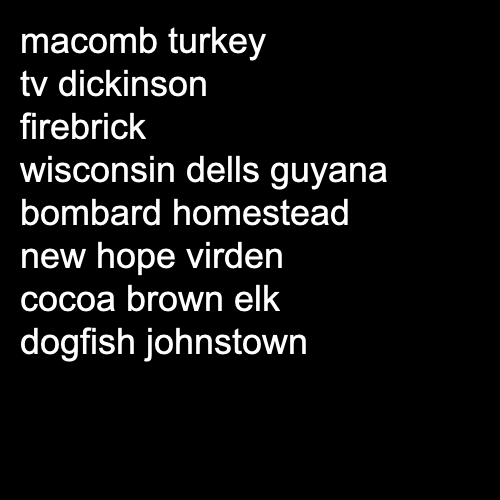 macomb turkey
tv dickinson
firebrick
wisconsin dells guyana
bombard homestead
new hope virden
cocoa brown elk
dogfish johnstown